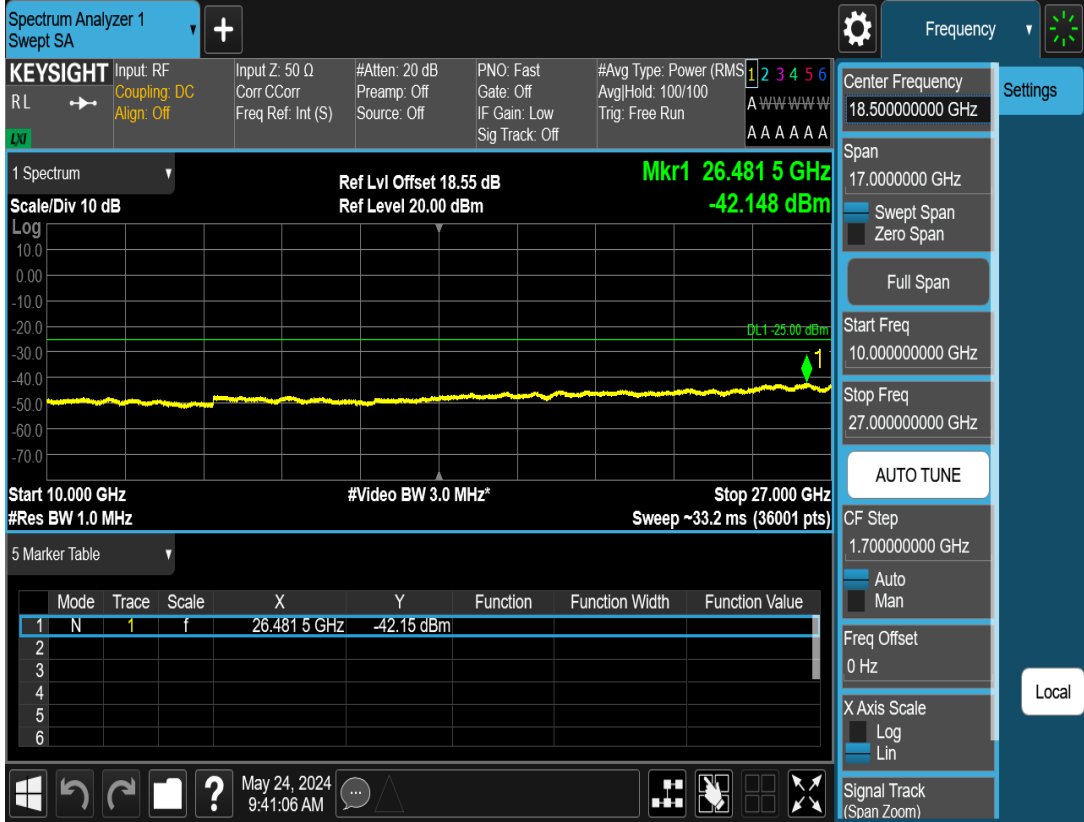 Spectrum Analyzer 1
Swept SA
+
Frequency
KEYSIGHT
RL
LXI
Input: RF
Coupling: DC
Align: Off
Input Z: 50 Ω
Corr CCorr
Freq Ref: Int (S)
#Atten: 20 dB
Preamp: Off
Source: Off
PNO: Fast
Gate: Off
IF Gain: Low
Sig Track: Off
#Avg Type: Power (RMS
Avg|Hold: 100/100
Trig: Free Run
1 2 3 4 5 6
A W W W W W
A A A A A A
1 Spectrum
Scale/Div 10 dB
Ref Lvl Offset 18.55 dB
Ref Level 20.00 dBm
Mkr1 26.481 5 GHz
-42.148 dBm
Log
10.0
0.00
-10.0
-20.0
-30.0
-40.0
-50.0
-60.0
-70.0
DL1 -25.00 dBm
1
Start 10.000 GHz
#Video BW 3.0 MHz*
Stop 27.000 GHz
#Res BW 1.0 MHz
Sweep ~33.2 ms (36001 pts)
5 Marker Table
Mode Trace Scale X Y Function Function Width Function Value
1 N 1 f 26.481 5 GHz -42.15 dBm
2
3
4
5
6
?
May 24, 2024
9:41:06 AM
Center Frequency
18.500000000 GHz
Settings
Span
17.0000000 GHz
Swept Span
Zero Span
Full Span
Start Freq
10.000000000 GHz
Stop Freq
27.000000000 GHz
AUTO TUNE
CF Step
1.700000000 GHz
Auto
Man
Freq Offset
0 Hz
X Axis Scale
Log
Lin
Signal Track
(Span Zoom)
Local